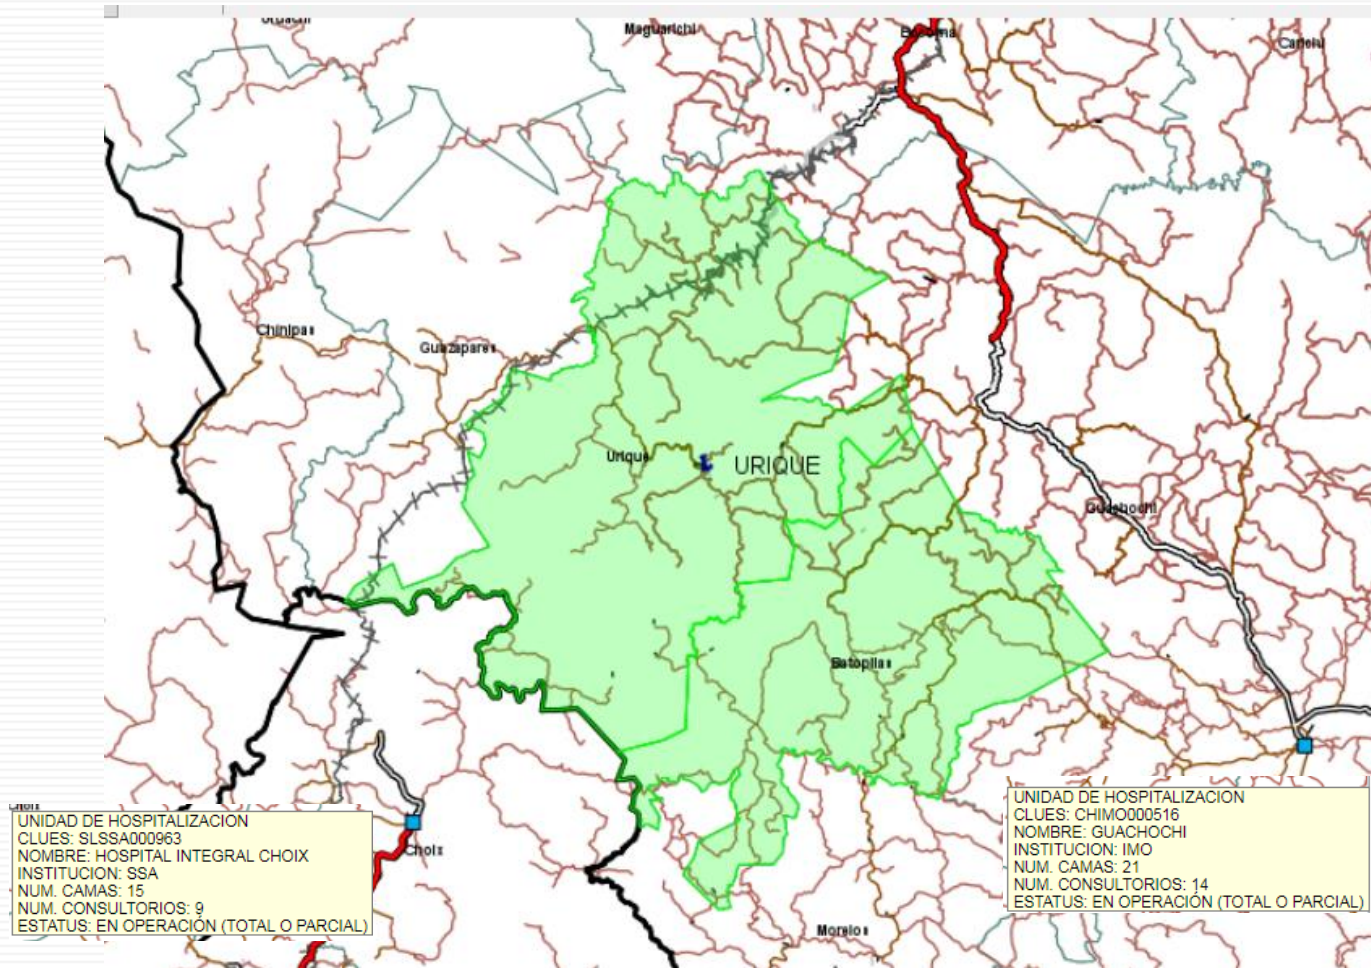 Uruachi
Maguarichi
Bocoyna
Carichi
Chinipas
Guazapares
Urique
URIQUE
Guachochi
Batopilas
Choix
UNIDAD DE HOSPITALIZACION
CLUES: SLSSA000963
NOMBRE: HOSPITAL INTEGRAL CHOIX
INSTITUCION: SSA
NUM. CAMAS: 15
NUM. CONSULTORIOS: 9
ESTATUS: EN OPERACIÓN (TOTAL O PARCIAL)
UNIDAD DE HOSPITALIZACION
CLUES: CHIMO000516
NOMBRE: GUACHOCHI
INSTITUCION: IMO
NUM. CAMAS: 21
NUM. CONSULTORIOS: 14
ESTATUS: EN OPERACIÓN (TOTAL O PARCIAL)
Morelos